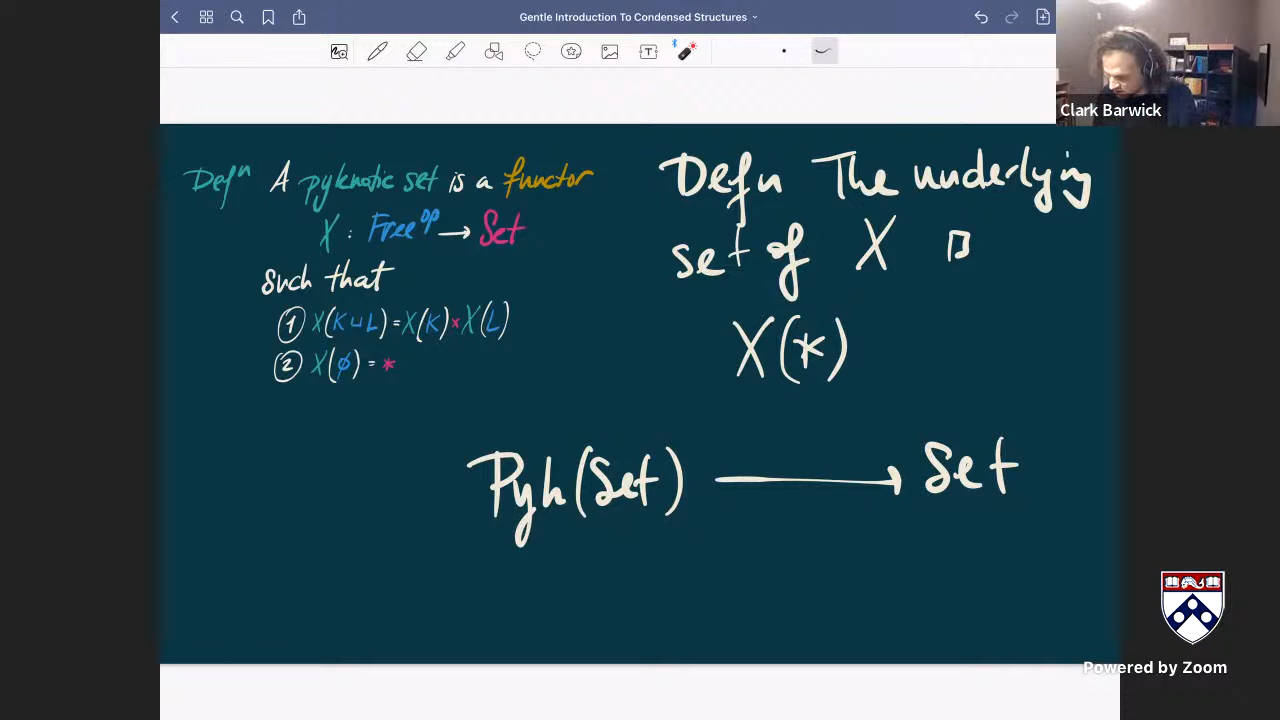 Gentle Introduction To Condensed Structures
Clark Barwick
Defn A pyknotic set is a functor
X : Free^op → Set
such that
① X(K ⊔ L) = X(K) × X(L)
② X(∅) = *
Defn The underlying
set of X is
X(*)
Pyk(Set) → Set
Powered by Zoom